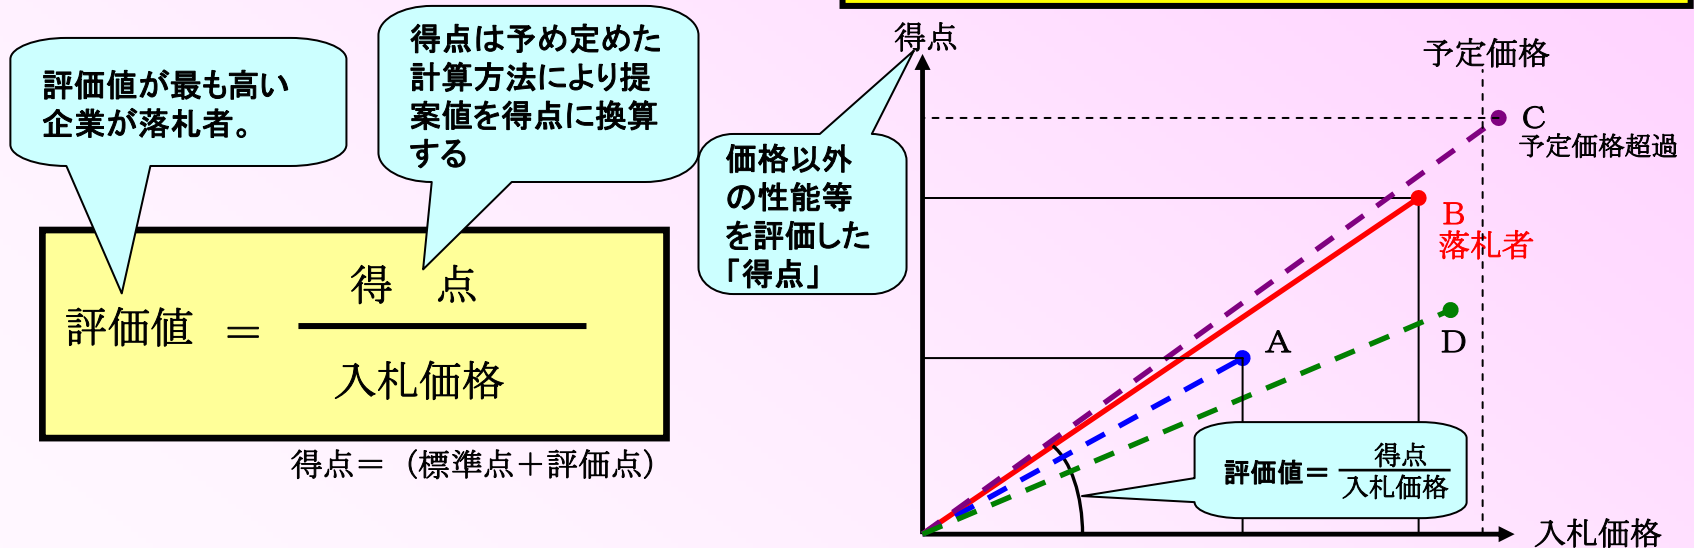 評価値が最も高い
企業が落札者。
得点は予め定めた
計算方法により提
案値を得点に換算
する
評価値 = 得 点
入札価格
得点= (標準点+評価点)
価格以外
の性能等
を評価した
「得点」
得点
予定価格
C
予定価格超過
B
落札者
A
D
評価値= 得点
入札価格
入札価格